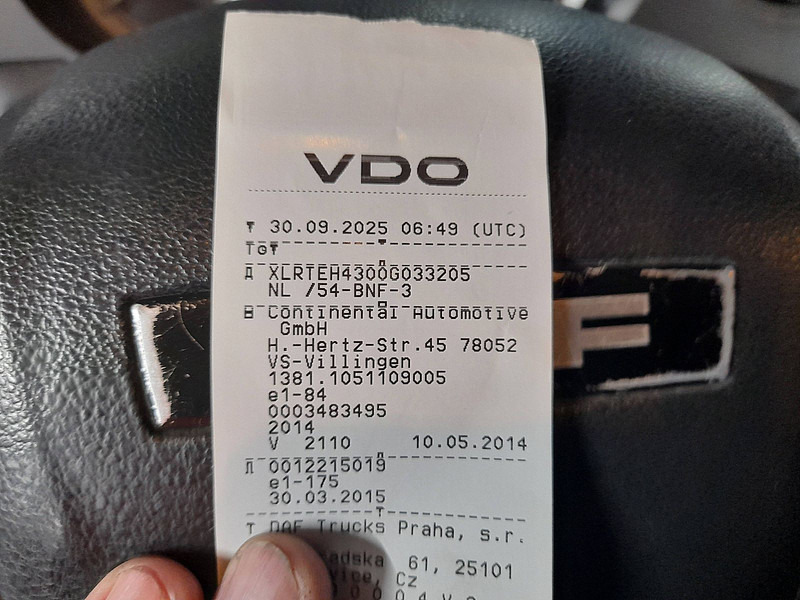 VDO
30.09.2025 06:49 (UTC)
XLRTEH4300G033205
NL /54-BNF-3
Continental Automotive
GmbH
H.-Hertz-Str.45 78052
VS-Villingen
1381.1051109005
e1-84
0003483495
2014
V 2110 10.05.2014
0012215019
e1-175
30.03.2015
T DAF Trucks Praha, s.r.
61, 25101
Cz
F